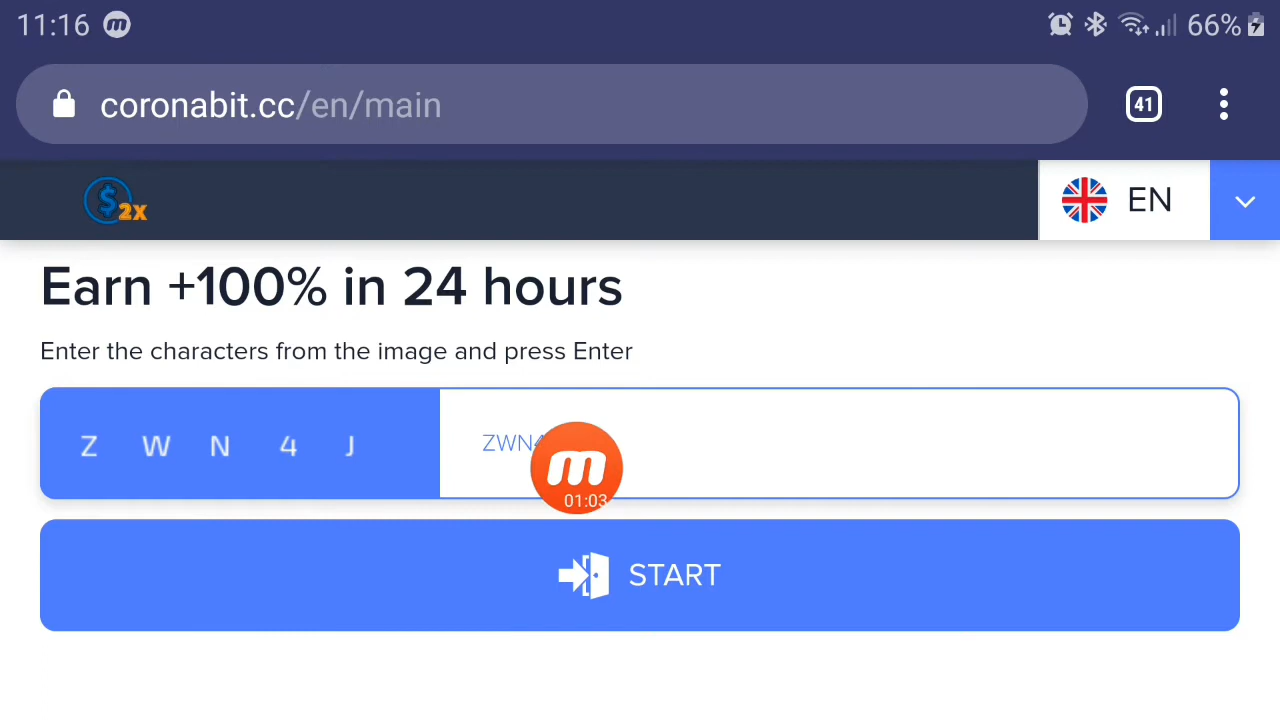 11:16 m 66%
coronabit.cc/en/main 41
$ 2x EN
Earn +100% in 24 hours
Enter the characters from the image and press Enter
Z W N 4 J ZWN4
m
01:03
START